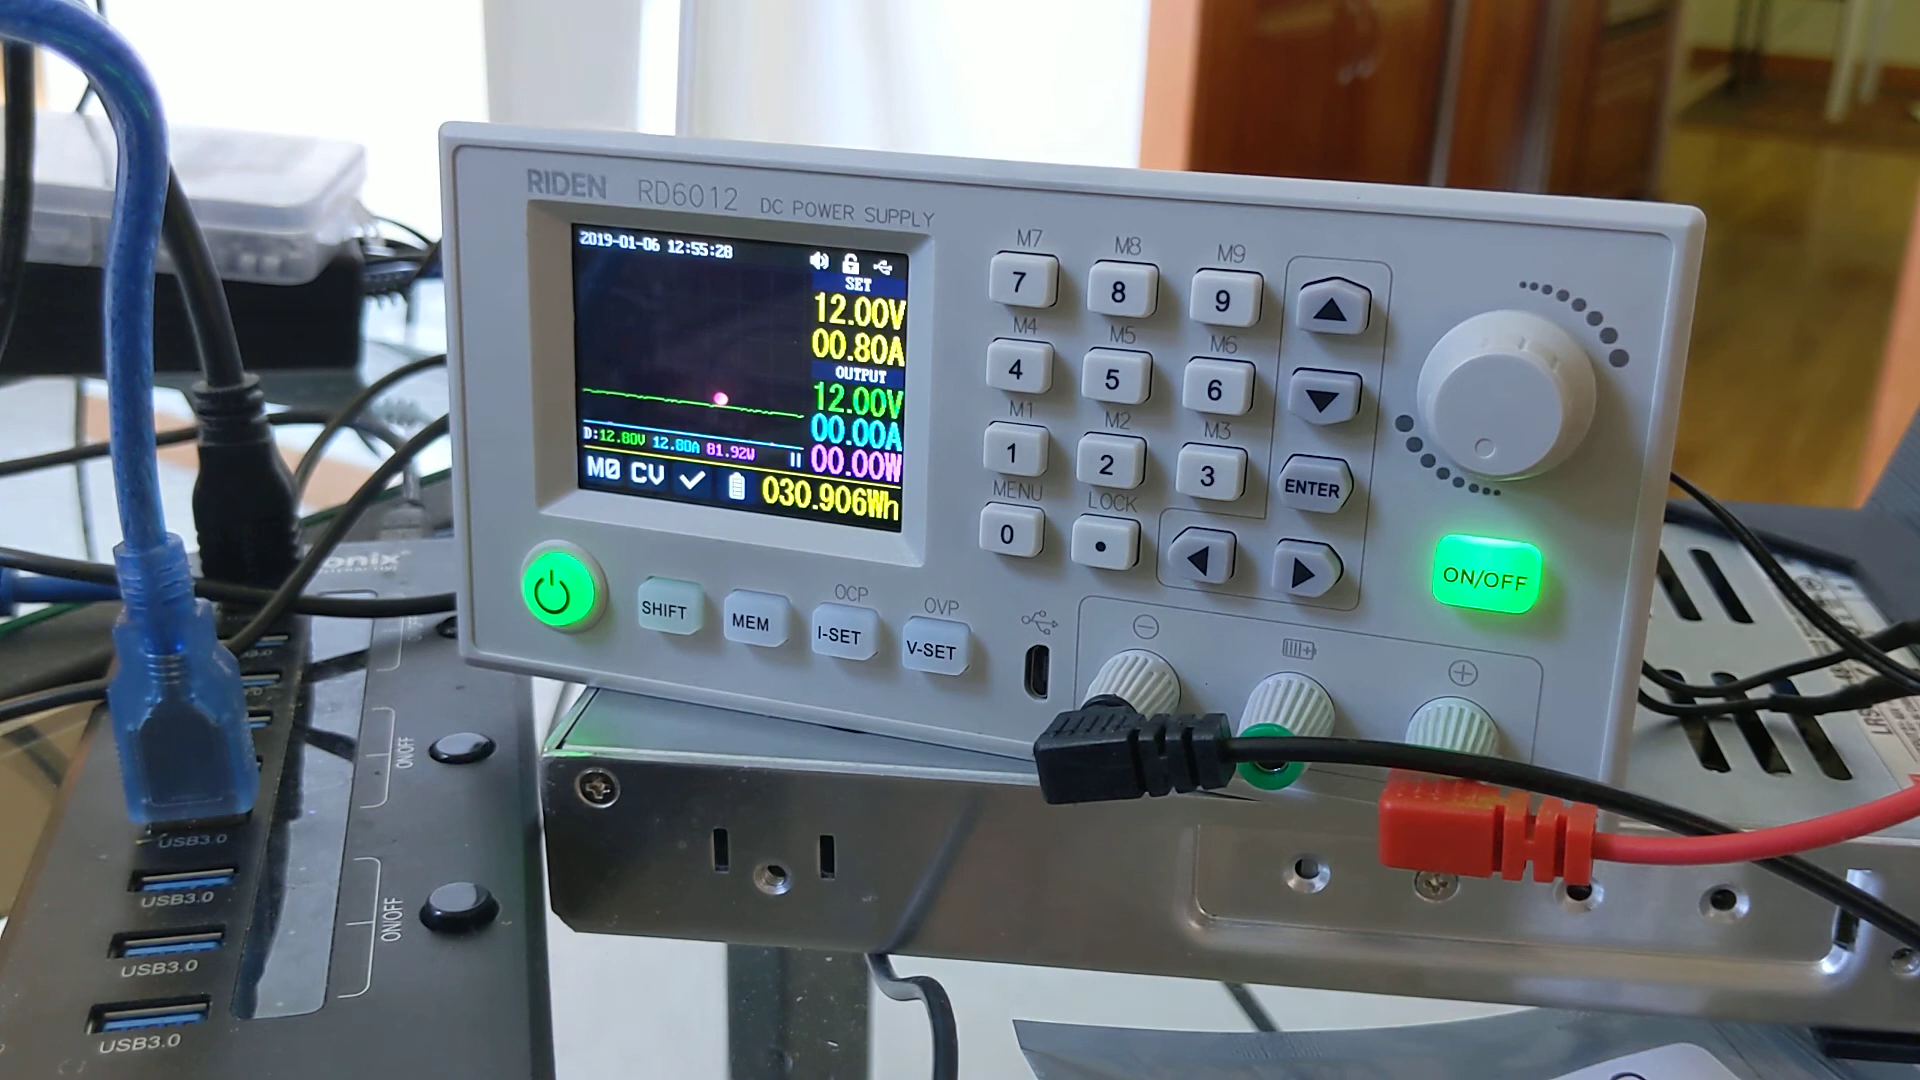 RIDEN RD6012 DC POWER SUPPLY
2019-01-06 12:55:28
SET
12.00V
00.80A
OUTPUT
12.00V
00.00A
00.00W
D:12.80V 12.80A 81.92W
M0 CV
030.906Wh
M7 M8 M9
7 8 9
M4 M5 M6
4 5 6
M1 M2 M3
1 2 3
ENTER
MENU LOCK
0 •
ON/OFF
OCP OVP
SHIFT MEM I-SET V-SET
− +
onix
ON/OFF
USB3.0
USB3.0
ON/OFF
USB3.0
USB3.0